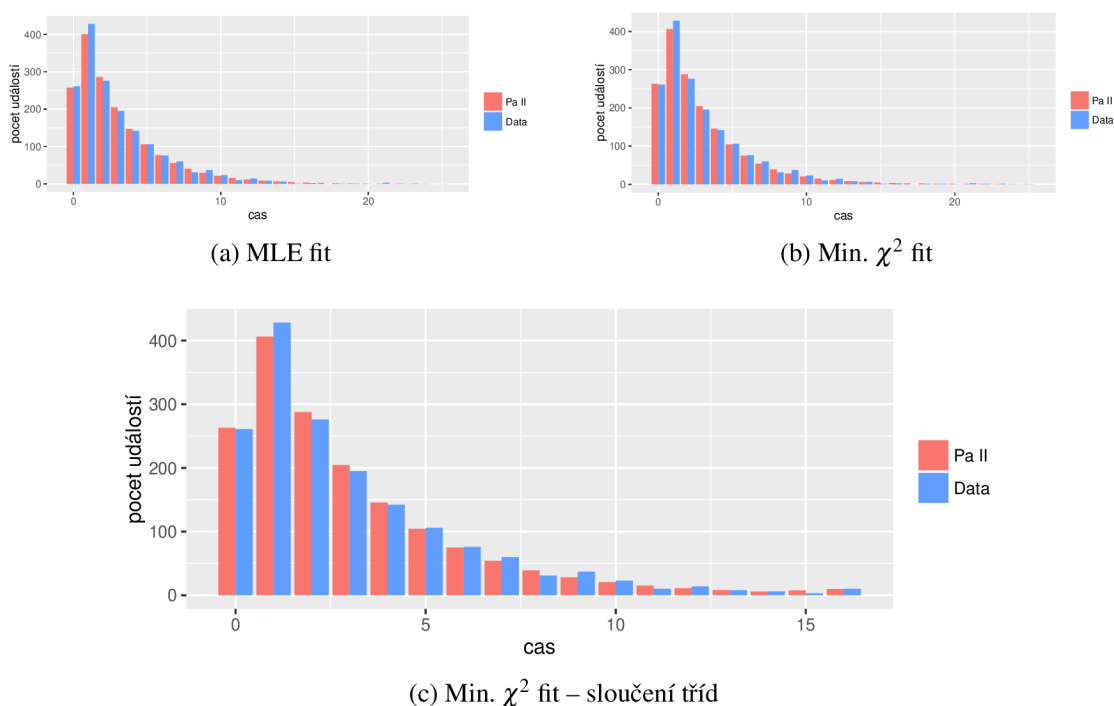 400
300
200
100
0
pocet událostí
0
10
20
cas
Pa II
Data
(a) MLE fit
400
300
200
100
0
pocet událostí
0
10
20
cas
Pa II
Data
(b) Min. χ² fit
400
300
200
100
0
pocet událostí
0
5
10
15
cas
Pa II
Data
(c) Min. χ² fit – sloučení tříd